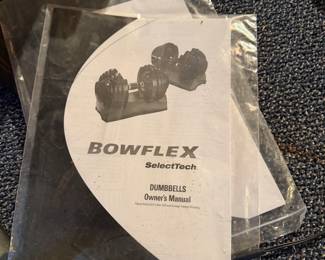 BOWFLEX
SelectTech
DUMBBELLS
Owner's Manual